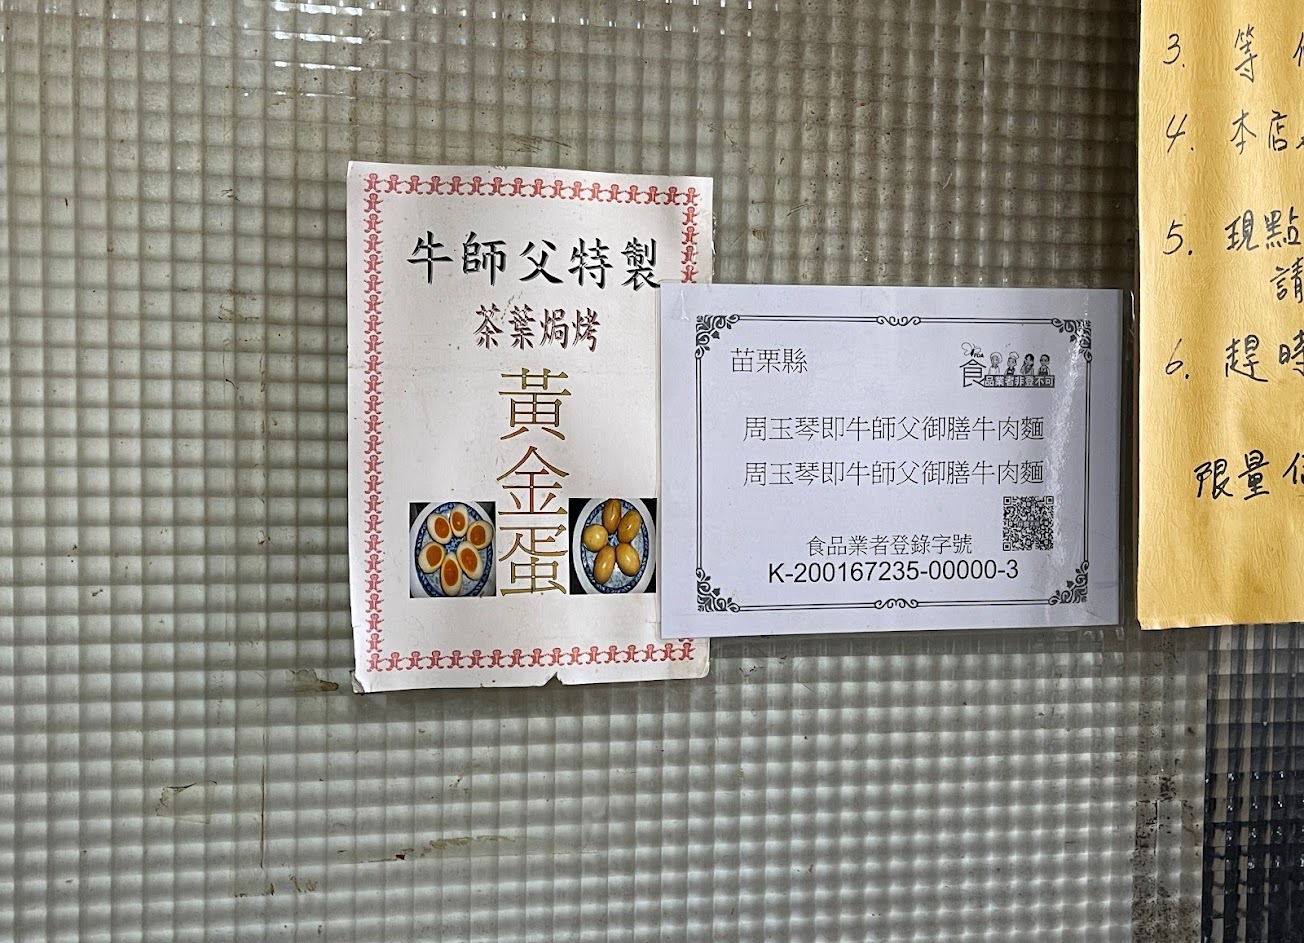 牛師父特製
茶葉焗烤
黃金蛋
苗栗縣
食品業者非登不可
周玉琴即牛師父御膳牛肉麵
周玉琴即牛師父御膳牛肉麵
食品業者登錄字號
K-200167235-00000-3
3. 等
4. 本店
5. 現點
請
6. 趕時
限量